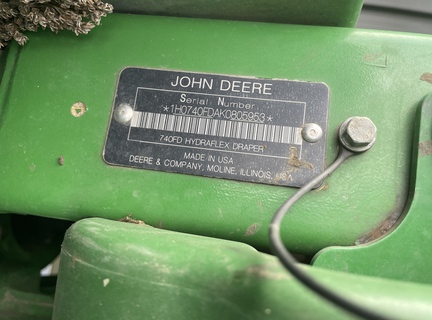 JOHN DEERE
Serial Number
*1H0740FDAK0805953*
740FD HYDRAFLEX DRAPER
MADE IN USA
DEERE & COMPANY, MOLINE, ILLINOIS, USA